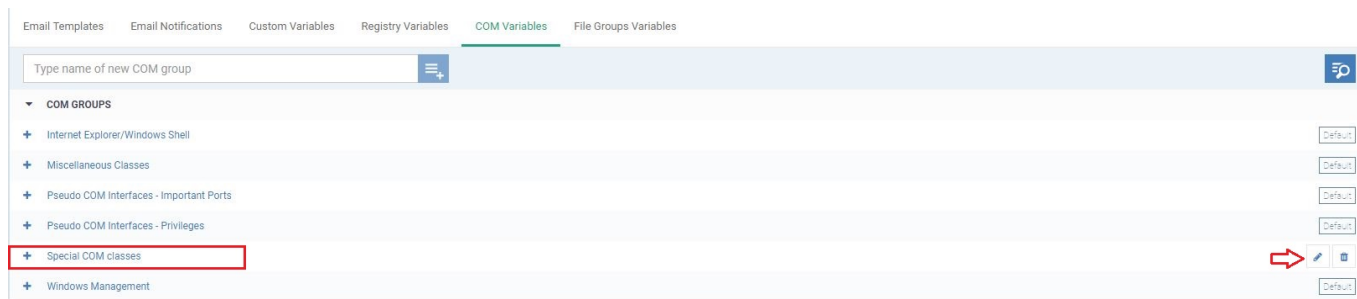 Email Templates Email Notifications Custom Variables Registry Variables COM Variables File Groups Variables
Type name of new COM group
COM GROUPS
Internet Explorer/Windows Shell Default
Miscellaneous Classes Default
Pseudo COM Interfaces - Important Ports Default
Pseudo COM Interfaces - Privileges Default
Special COM classes
Windows Management Default